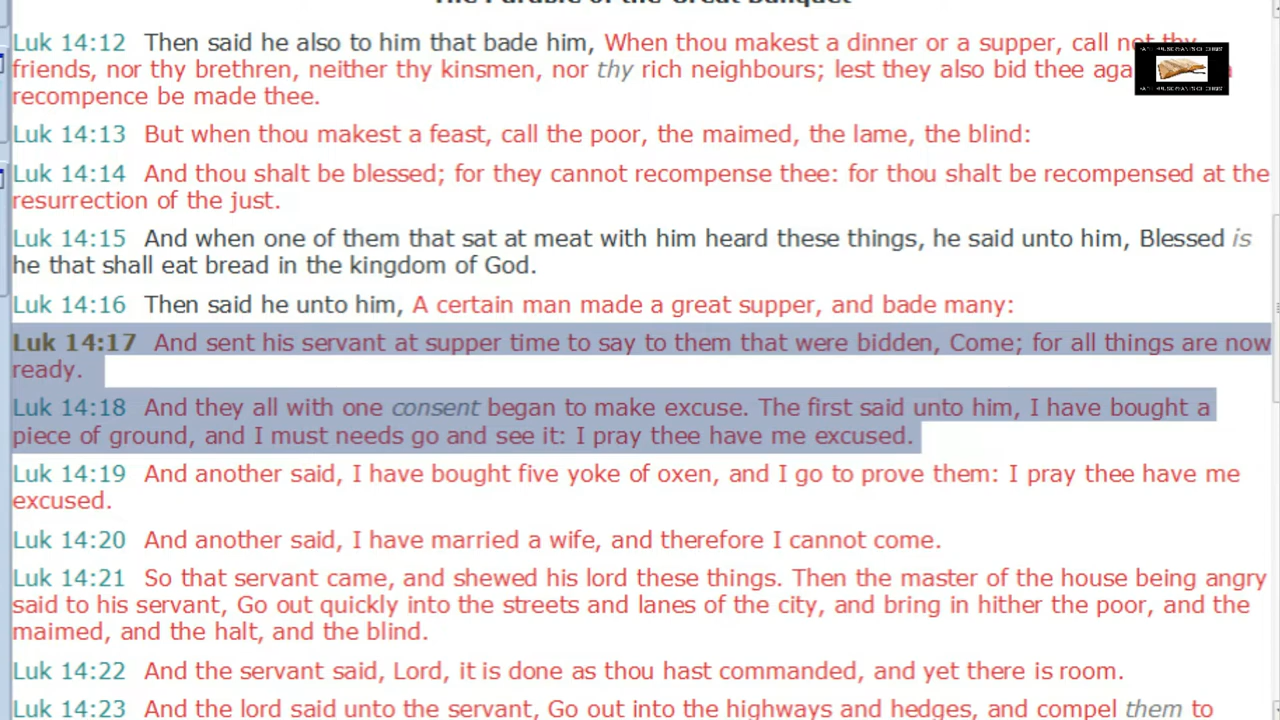 The Parable of the Great Banquet
Luk 14:12 Then said he also to him that bade him, When thou makest a dinner or a supper, call not thy
friends, nor thy brethren, neither thy kinsmen, nor thy rich neighbours; lest they also bid thee
recompence be made thee.
Luk 14:13 But when thou makest a feast, call the poor, the maimed, the lame, the blind:
Luk 14:14 And thou shalt be blessed; for they cannot recompense thee: for thou shalt be recompensed at the
resurrection of the just.
Luk 14:15 And when one of them that sat at meat with him heard these things, he said unto him, Blessed is
he that shall eat bread in the kingdom of God.
Luk 14:16 Then said he unto him, A certain man made a great supper, and bade many:
Luk 14:17 And sent his servant at supper time to say to them that were bidden, Come; for all things are now
ready.
Luk 14:18 And they all with one consent began to make excuse. The first said unto him, I have bought a
piece of ground, and I must needs go and see it: I pray thee have me excused.
Luk 14:19 And another said, I have bought five yoke of oxen, and I go to prove them: I pray thee have me
excused.
Luk 14:20 And another said, I have married a wife, and therefore I cannot come.
Luk 14:21 So that servant came, and shewed his lord these things. Then the master of the house being angry
said to his servant, Go out quickly into the streets and lanes of the city, and bring in hither the poor, and the
maimed, and the halt, and the blind.
Luk 14:22 And the servant said, Lord, it is done as thou hast commanded, and yet there is room.
Luk 14:23 And the lord said unto the servant, Go out into the highways and hedges, and compel them to